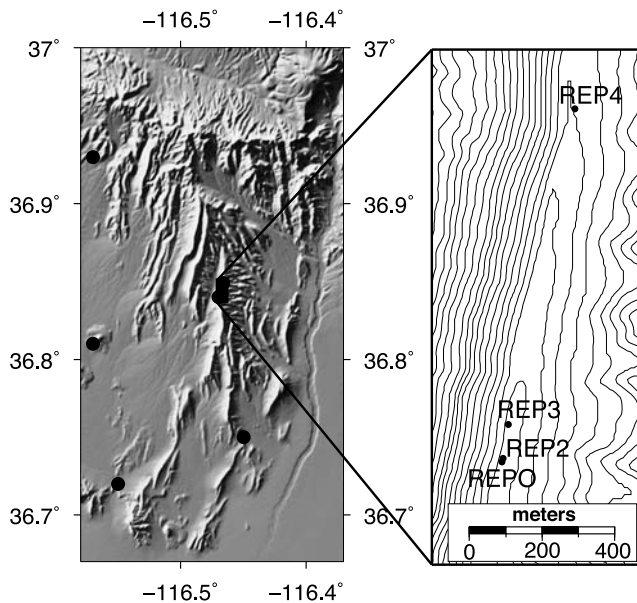 −116.5˚ −116.4˚
37˚ 37˚
36.9˚ 36.9˚
36.8˚ 36.8˚
36.7˚ 36.7˚
−116.5˚ −116.4˚
REP4
REP3
REP2
REPO
meters
0 200 400